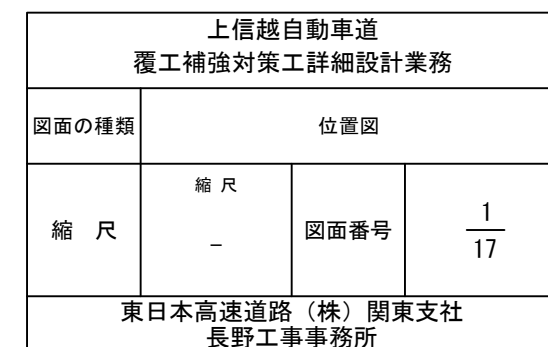 上信越自動車道
覆工補強対策工詳細設計業務
図面の種類 位置図
縮尺
縮 尺 − 図面番号 1/17
東日本高速道路（株）関東支社
長野工事事務所